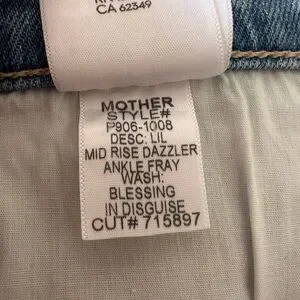 CA 62349
MOTHER
STYLE#
P906-1008
DESC: LIL
MID RISE DAZZLER
ANKLE FRAY
WASH:
BLESSING
IN DISGUISE
CUT# 715897